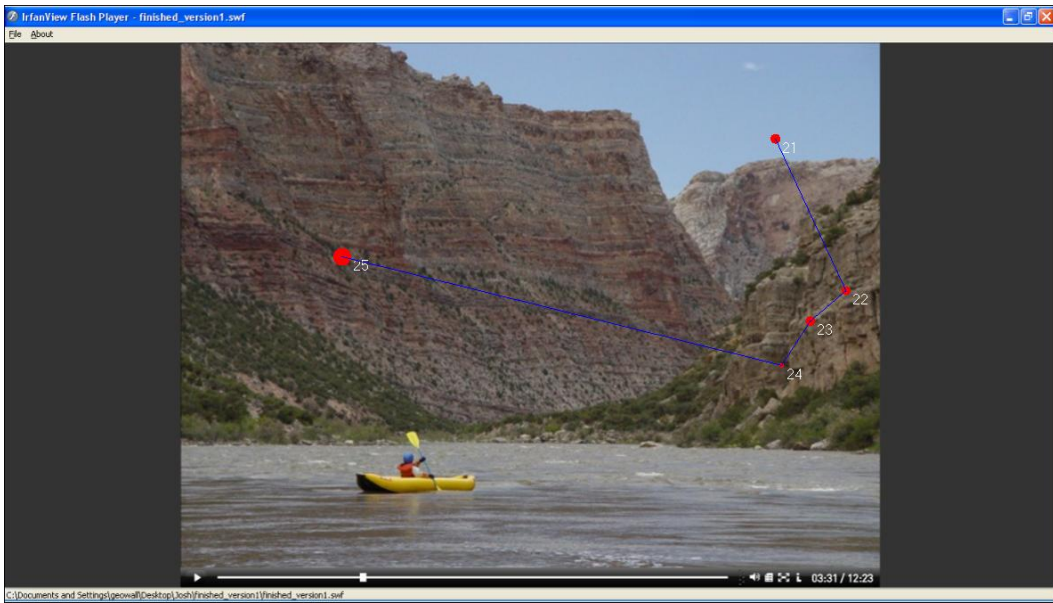 IrfanView Flash Player - finished_version1.swf
File About
21
25
22
23
24
03:31 / 12:23
C:\Documents and Settings\geowall\Desktop\Josh\finished_version1\finished_version1.swf